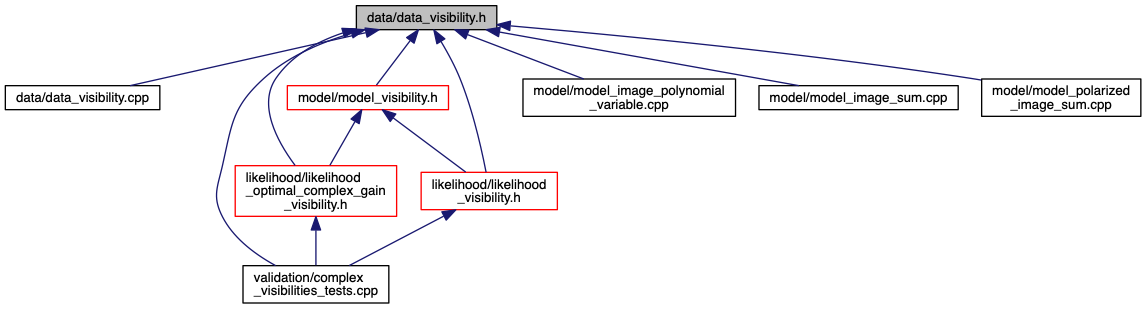 data/data_visibility.h
data/data_visibility.cpp
model/model_visibility.h
model/model_image_polynomial
_variable.cpp
model/model_image_sum.cpp
model/model_polarized
_image_sum.cpp
likelihood/likelihood
_optimal_complex_gain
_visibility.h
likelihood/likelihood
_visibility.h
validation/complex
_visibilities_tests.cpp